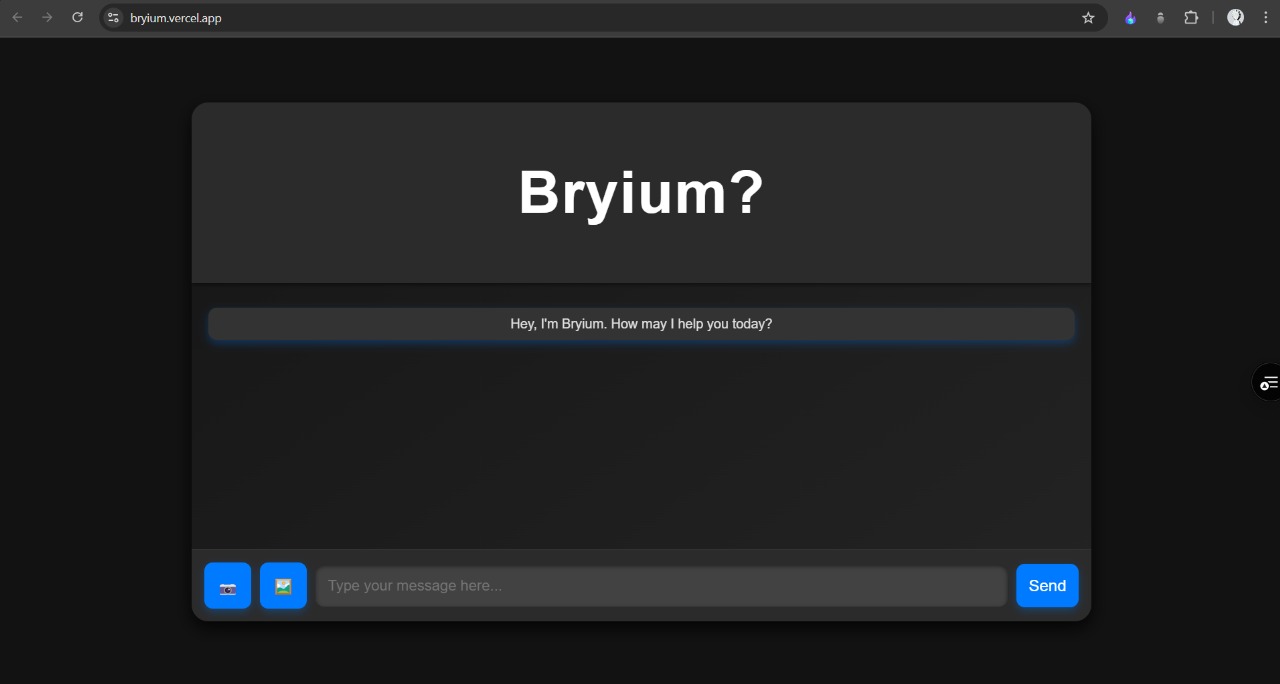 bryium.vercel.app
Bryium?
Hey, I'm Bryium. How may I help you today?
Type your message here...
Send